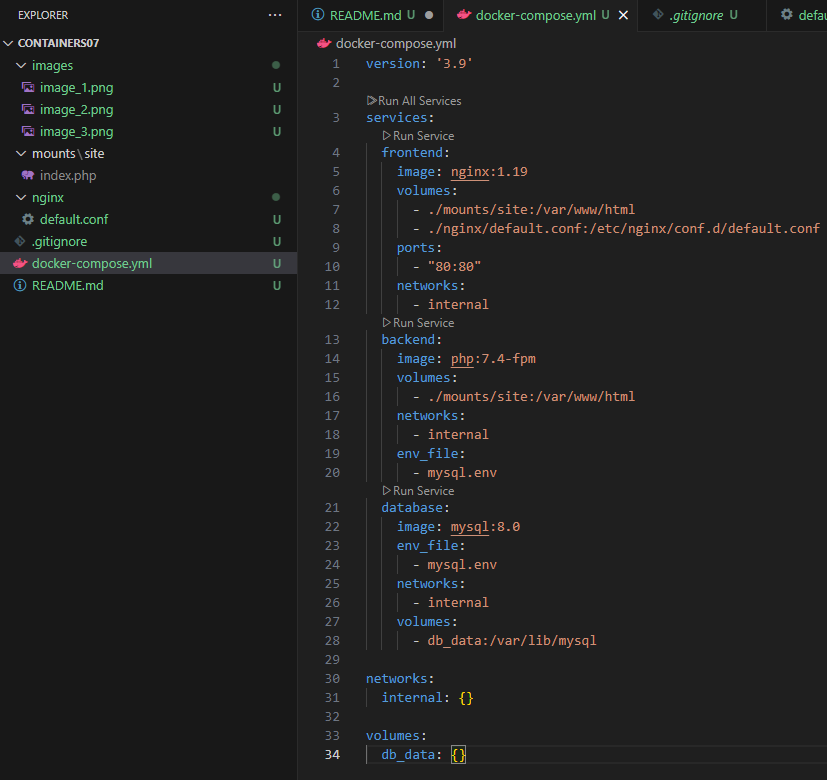 EXPLORER
CONTAINERS07
images
image_1.png U
image_2.png U
image_3.png U
mounts\site
index.php
nginx
default.conf U
.gitignore U
docker-compose.yml U
README.md U
README.md U
docker-compose.yml U
.gitignore U
defau
docker-compose.yml
1 version: '3.9'
2
Run All Services
3 services:
Run Service
4 frontend:
5 image: nginx:1.19
6 volumes:
7 - ./mounts/site:/var/www/html
8 - ./nginx/default.conf:/etc/nginx/conf.d/default.conf
9 ports:
10 - "80:80"
11 networks:
12 - internal
Run Service
13 backend:
14 image: php:7.4-fpm
15 volumes:
16 - ./mounts/site:/var/www/html
17 networks:
18 - internal
19 env_file:
20 - mysql.env
Run Service
21 database:
22 image: mysql:8.0
23 env_file:
24 - mysql.env
25 networks:
26 - internal
27 volumes:
28 - db_data:/var/lib/mysql
29
30 networks:
31 internal: {}
32
33 volumes:
34 db_data: {}